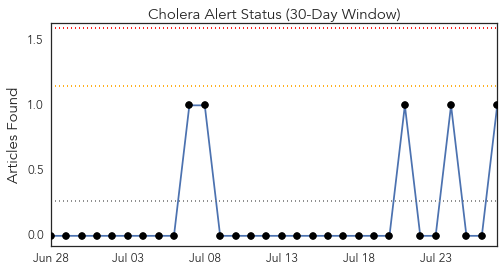 Cholera Alert Status (30-Day Window)
Articles Found
1.5
1.0
0.5
0.0
Jun 28 Jul 03 Jul 08 Jul 13 Jul 18 Jul 23